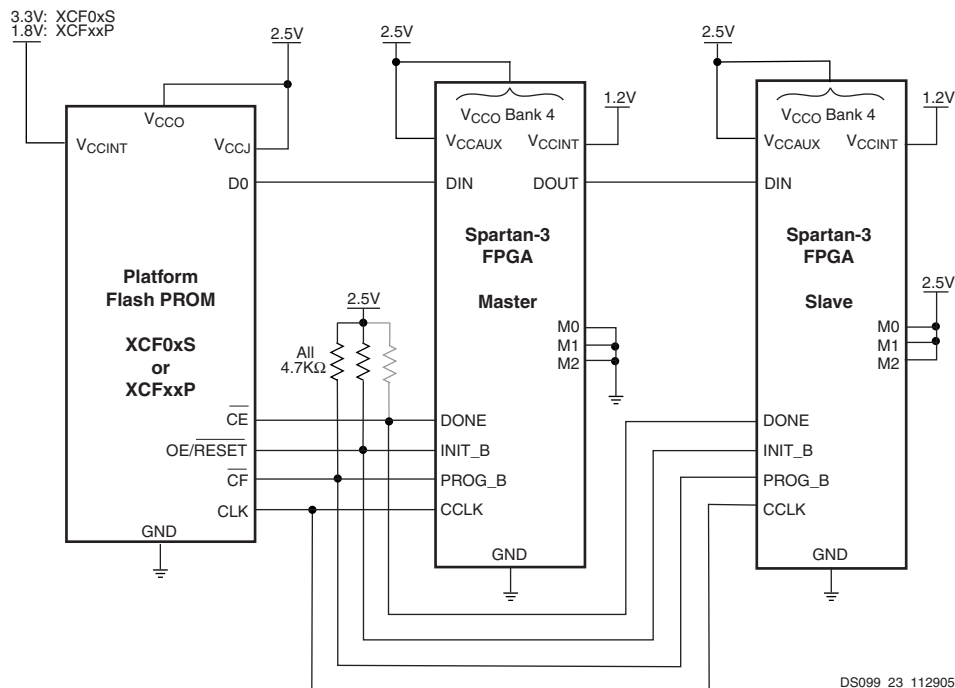 3.3V: XCF0xS
1.8V: XCFxxP
2.5V
2.5V
2.5V
VCCO
VCCINT
VCCJ
D0
Platform
Flash PROM
XCF0xS
or
XCFxxP
CE
OE/RESET
CF
CLK
GND
2.5V
All
4.7KΩ
VCCO Bank 4
1.2V
VCCAUX
VCCINT
DIN
DOUT
Spartan-3
FPGA
Master
M0
M1
M2
DONE
INIT_B
PROG_B
CCLK
GND
VCCO Bank 4
1.2V
VCCAUX
VCCINT
DIN
Spartan-3
FPGA
2.5V
Slave
M0
M1
M2
DONE
INIT_B
PROG_B
CCLK
GND
DS099_23_112905